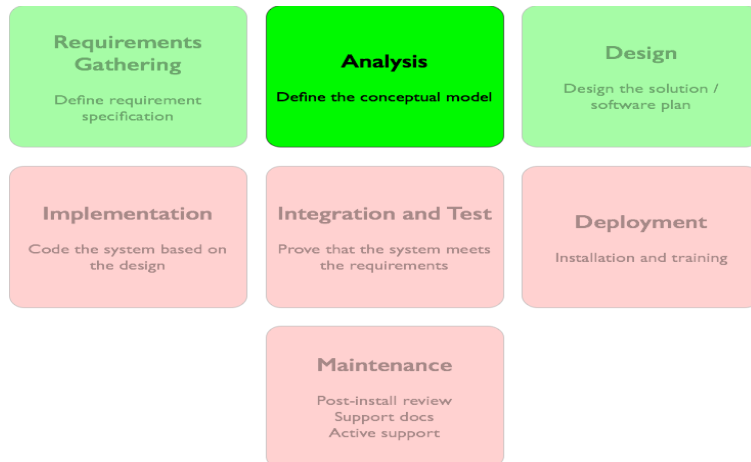 Requirements
Gathering
Define requirement
specification
Analysis
Define the conceptual model
Design
Design the solution /
software plan
Implementation
Code the system based on
the design
Integration and Test
Prove that the system meets
the requirements
Deployment
Installation and training
Maintenance
Post-install review
Support docs
Active support